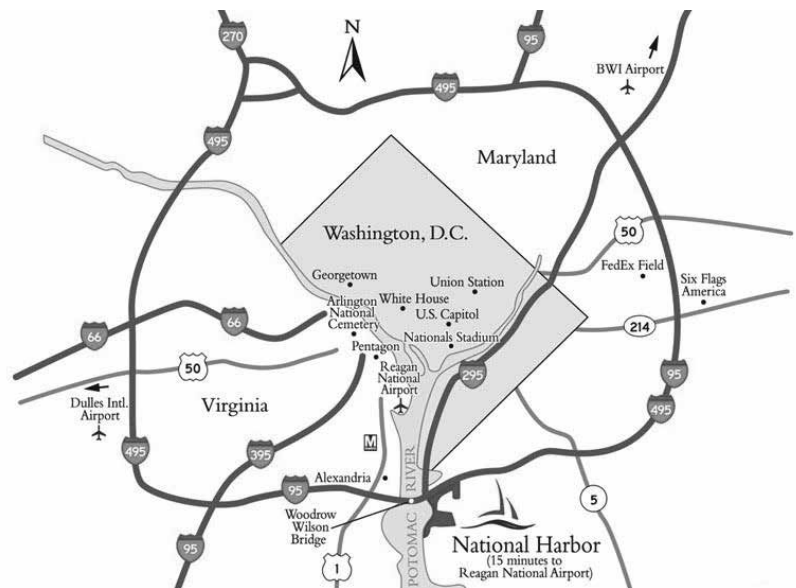 270
N
95
BWI Airport
495
495
Maryland
Washington, D.C.
50
Georgetown
Union Station
FedEx Field
Six Flags
America
Arlington
National
Cemetery
White House
U.S. Capitol
66
66
214
Nationals Stadium
Pentagon
50
Reagan
National
Airport
295
95
Dulles Intl.
Airport
Virginia
495
M
495
395
Alexandria
95
POTOMAC RIVER
Woodrow
Wilson
Bridge
5
95
1
National Harbor
(15 minutes to
Reagan National Airport)